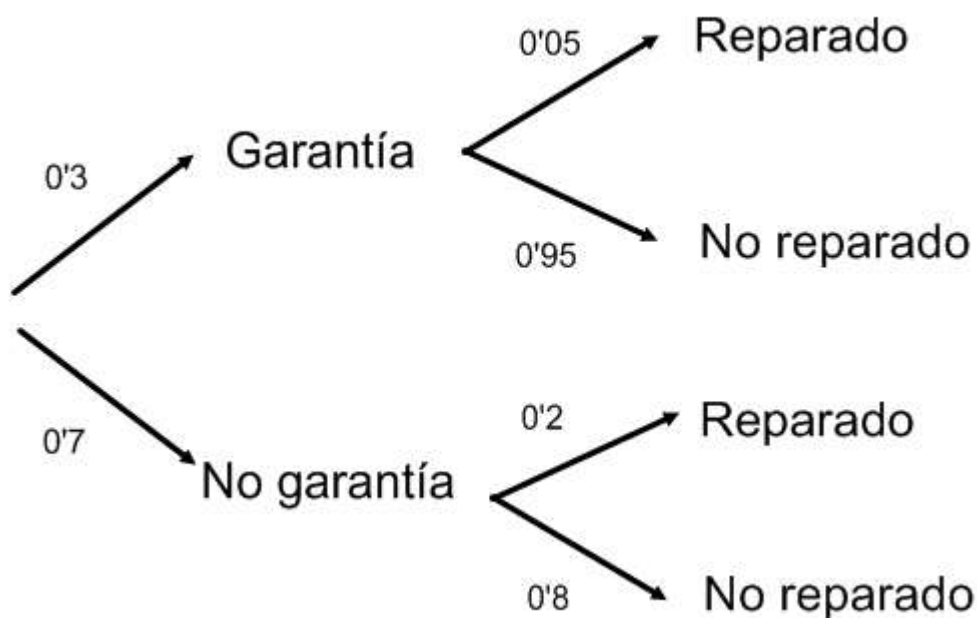 0'05
Reparado
Garantía
0'3
0'95
No reparado
0'2
Reparado
0'7
No garantía
0'8
No reparado